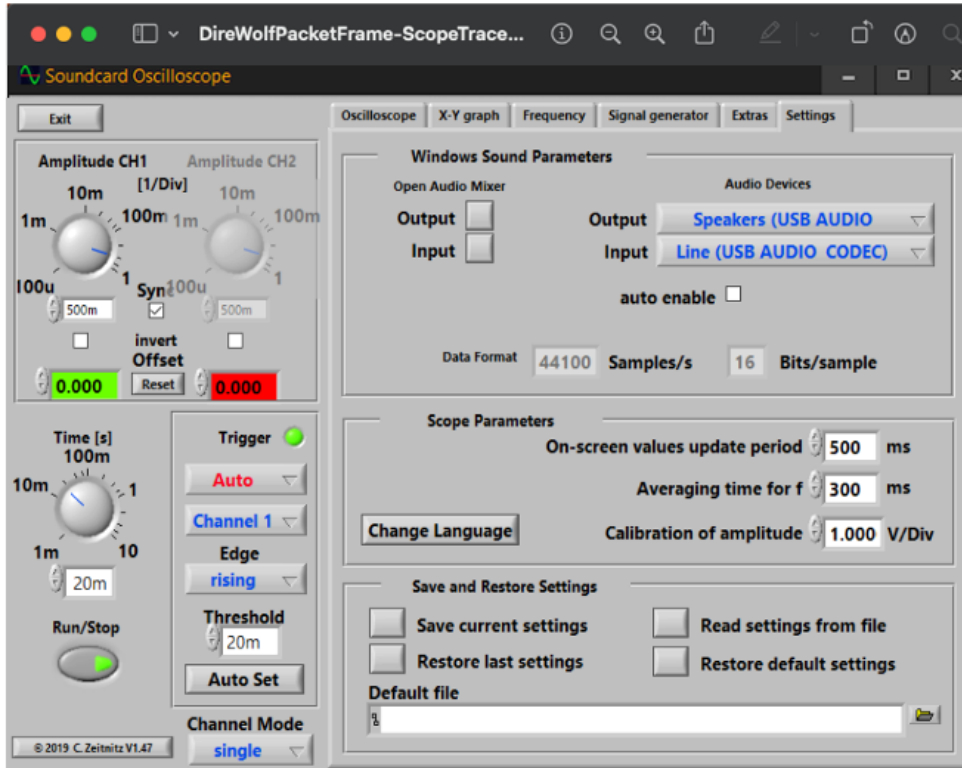 DireWolfPacketFrame-ScopeTrace...
Soundcard Oscilloscope
Exit
Oscilloscope X-Y graph Frequency Signal generator Extras Settings
Amplitude CH1 Amplitude CH2
[1/Div]
10m 10m
1m 100m 1m 100m
100u 1 100u 1
Sync
500m 500m
invert
Offset
0.000 Reset 0.000
Time [s]
100m
10m 1
1m 10
20m
Run/Stop
© 2019 C. Zeitnitz V1.47
Trigger
Auto
Channel 1
Edge
rising
Threshold
20m
Auto Set
Channel Mode
single
Windows Sound Parameters
Open Audio Mixer Audio Devices
Output Output Speakers (USB AUDIO
Input Input Line (USB AUDIO CODEC)
auto enable
Data Format 44100 Samples/s 16 Bits/sample
Scope Parameters
On-screen values update period 500 ms
Averaging time for f 300 ms
Change Language Calibration of amplitude 1.000 V/Div
Save and Restore Settings
Save current settings Read settings from file
Restore last settings Restore default settings
Default file